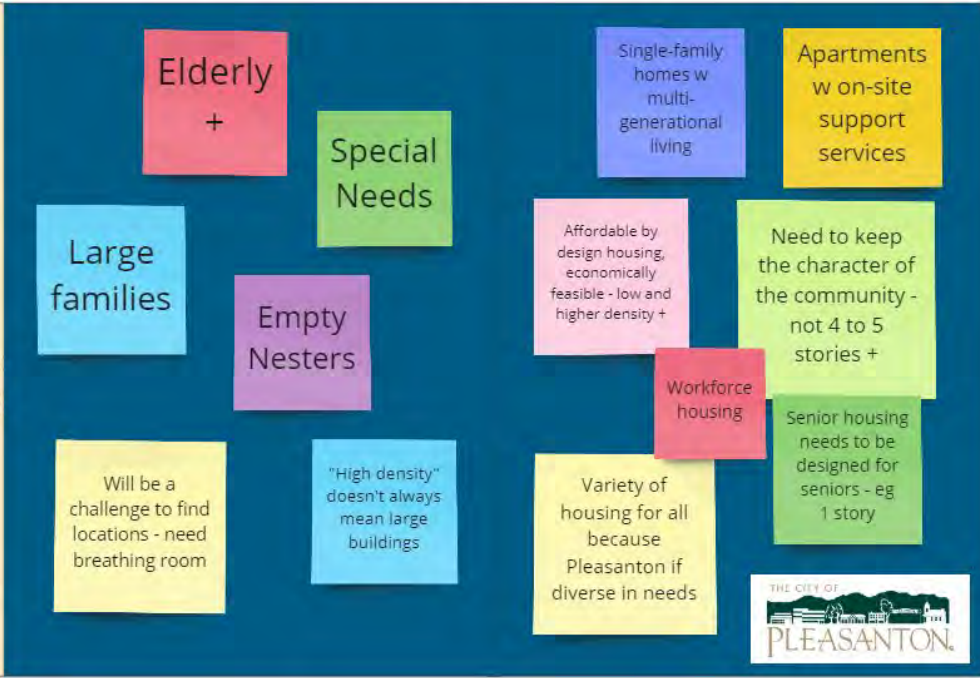 Elderly
+
Special
Needs
Large
families
Empty
Nesters
Will be a
challenge to find
locations - need
breathing room
"High density"
doesn't always
mean large
buildings
Single-family
homes w
multi-
generational
living
Apartments
w on-site
support
services
Affordable by
design housing,
economically
feasible - low and
higher density +
Need to keep
the character of
the community -
not 4 to 5
stories +
Workforce
housing
Senior housing
needs to be
designed for
seniors - eg
1 story
Variety of
housing for all
because
Pleasanton if
diverse in needs
THE CITY OF
PLEASANTON.